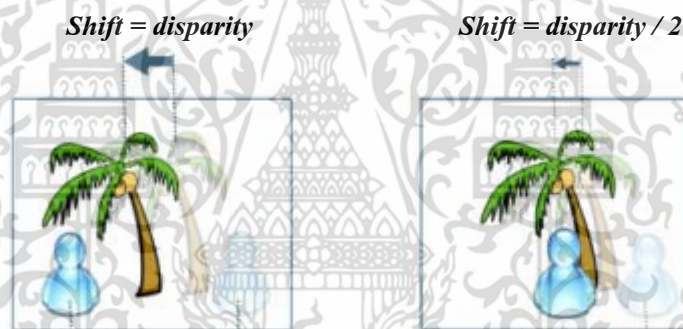 Shift = disparity
Shift = disparity / 2